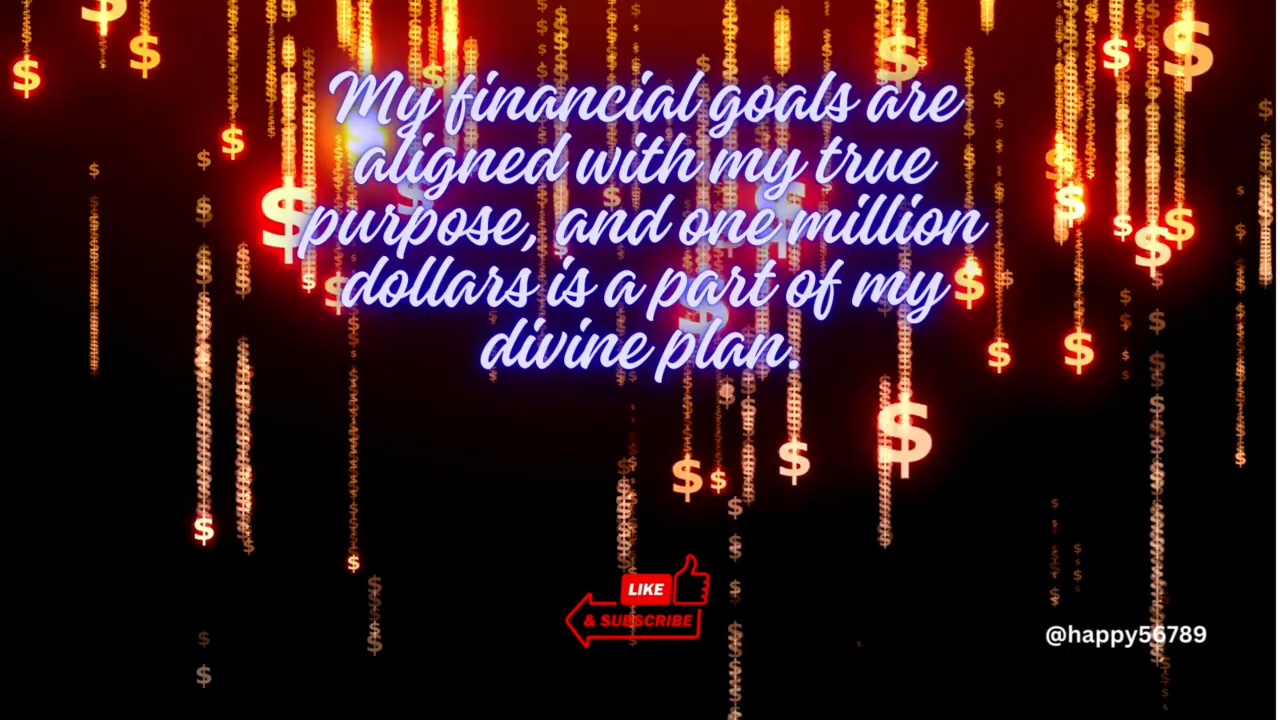 My financial goals are
aligned with my true
purpose, and one million
dollars is a part of my
divine plan.
LIKE
& SUBSCRIBE
@happy56789